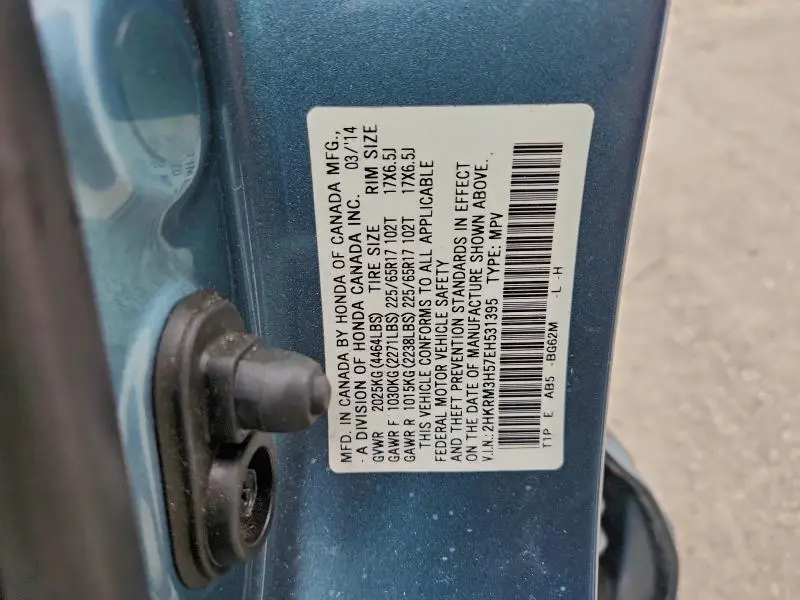 MFD. IN CANADA BY HONDA OF CANADA MFG.,
A DIVISION OF HONDA CANADA INC. 03/'14
GVWR 2025KG(4464LBS) TIRE SIZE RIM SIZE
GAWR F 1030KG(2271LBS) 225/65R17 102T 17X6.5J
GAWR R 1015KG(2238LBS) 225/65R17 102T 17X6.5J
THIS VEHICLE CONFORMS TO ALL APPLICABLE
FEDERAL MOTOR VEHICLE SAFETY
AND THEFT PREVENTION STANDARDS IN EFFECT
ON THE DATE OF MANUFACTURE SHOWN ABOVE.
V.I.N.: 2HKRM3H57EH531395 TYPE: MPV
T1P E AB5 -BG62M -L -H